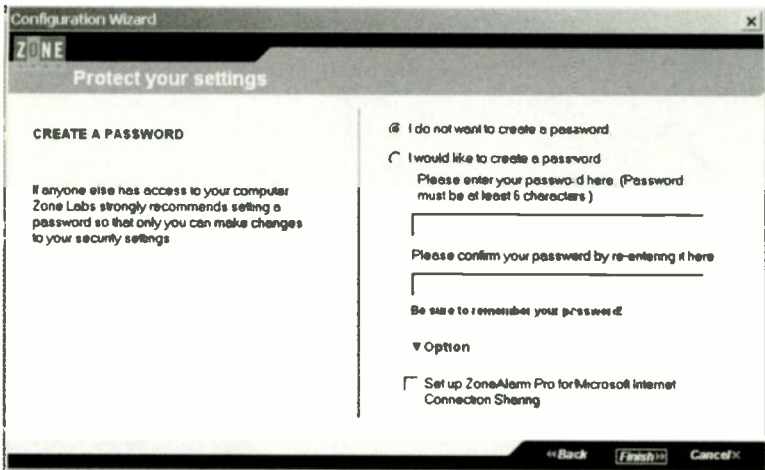 Configuration Wizard
ZONE
Protect your settings
CREATE A PASSWORD
If anyone else has access to your computer
Zone Labs strongly recommends setting a
password so that only you can make changes
to your security settings
I do not want to create a password
I would like to create a password
Please enter your password here. (Password
must be at least 6 characters)
Please confirm your password by re-entering it here
Be sure to remember your password!
Option
Set up ZoneAlarm Pro for Microsoft Internet
Connection Sharing
Back
Finish
Cancel